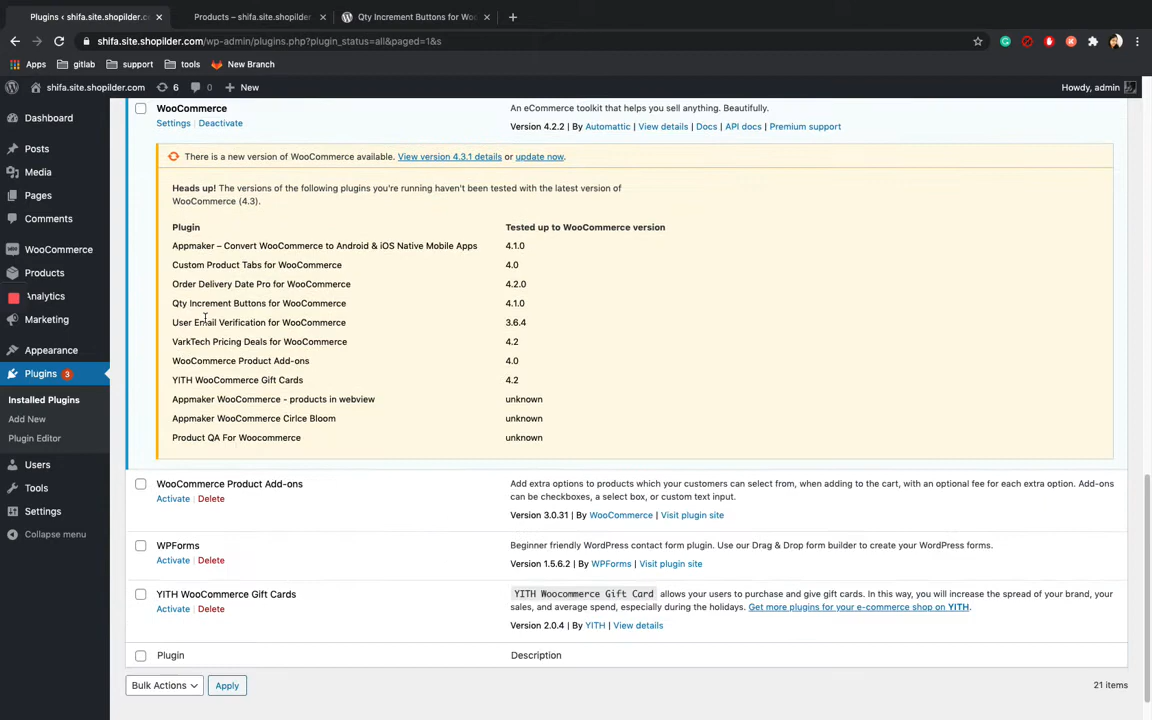 Plugins ‹ shifa.site.shopilder.c
Products – shifa.site.shopilder.
Qty Increment Buttons for Wo
shifa.site.shopilder.com/wp-admin/plugins.php?plugin_status=all&paged=1&s
Apps
gitlab
support
tools
New Branch
shifa.site.shopilder.com
6
0
New
Howdy, admin
Dashboard
Posts
Media
Pages
Comments
WooCommerce
Products
Analytics
Marketing
Appearance
Plugins 3
Installed Plugins
Add New
Plugin Editor
Users
Tools
Settings
Collapse menu
WooCommerce
Settings | Deactivate
An eCommerce toolkit that helps you sell anything. Beautifully.
Version 4.2.2 | By Automattic | View details | Docs | API docs | Premium support
There is a new version of WooCommerce available. View version 4.3.1 details or update now.
Heads up! The versions of the following plugins you're running haven't been tested with the latest version of
WooCommerce (4.3).
Plugin Tested up to WooCommerce version
Appmaker – Convert WooCommerce to Android & iOS Native Mobile Apps 4.1.0
Custom Product Tabs for WooCommerce 4.0
Order Delivery Date Pro for WooCommerce 4.2.0
Qty Increment Buttons for WooCommerce 4.1.0
User Email Verification for WooCommerce 3.6.4
VarkTech Pricing Deals for WooCommerce 4.2
WooCommerce Product Add-ons 4.0
YITH WooCommerce Gift Cards 4.2
Appmaker WooCommerce - products in webview unknown
Appmaker WooCommerce Cirlce Bloom unknown
Product QA For Woocommerce unknown
WooCommerce Product Add-ons
Activate | Delete
Add extra options to products which your customers can select from, when adding to the cart, with an optional fee for each extra option. Add-ons
can be checkboxes, a select box, or custom text input.
Version 3.0.31 | By WooCommerce | Visit plugin site
WPForms
Activate | Delete
Beginner friendly WordPress contact form plugin. Use our Drag & Drop form builder to create your WordPress forms.
Version 1.5.6.2 | By WPForms | Visit plugin site
YITH WooCommerce Gift Cards
Activate | Delete
YITH Woocommerce Gift Card allows your users to purchase and give gift cards. In this way, you will increase the spread of your brand, your
sales, and average spend, especially during the holidays. Get more plugins for your e-commerce shop on YITH.
Version 2.0.4 | By YITH | View details
Plugin Description
Bulk Actions
Apply
21 items